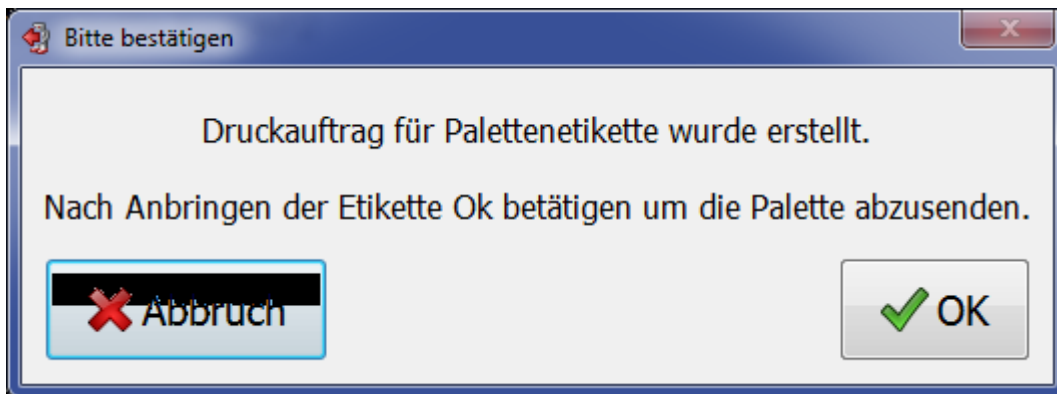 Bitte bestätigen
Druckauftrag für Palettenetikette wurde erstellt.
Nach Anbringen der Etikette Ok betätigen um die Palette abzusenden.
Abbruch
OK